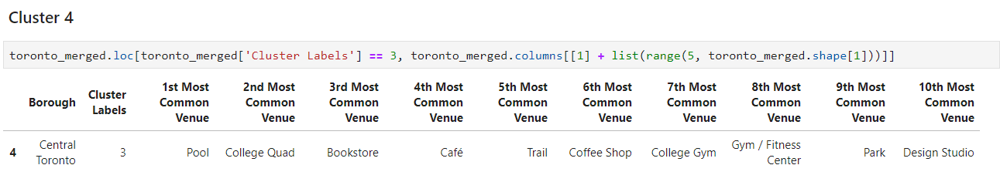 Cluster 4
toronto_merged.loc[toronto_merged['Cluster Labels'] == 3, toronto_merged.columns[[1] + list(range(5, toronto_merged.shape[1]))]]
Borough Cluster Labels 1st Most Common Venue 2nd Most Common Venue 3rd Most Common Venue 4th Most Common Venue 5th Most Common Venue 6th Most Common Venue 7th Most Common Venue 8th Most Common Venue 9th Most Common Venue 10th Most Common Venue
4 Central Toronto 3 Pool College Quad Bookstore Café Trail Coffee Shop College Gym Gym / Fitness Center Park Design Studio